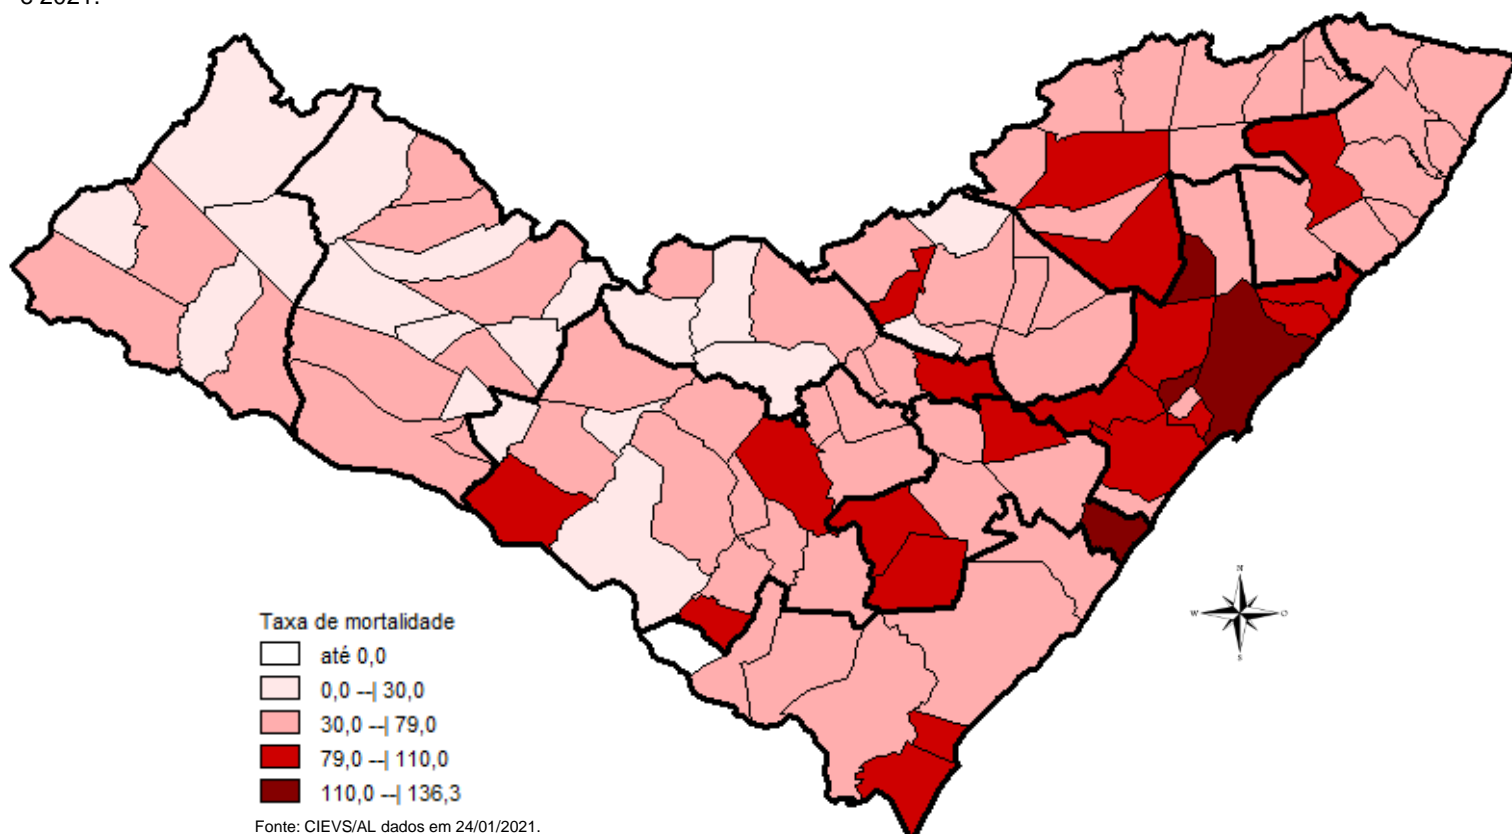 e 2021.
N
W
O
S
Taxa de mortalidade
até 0,0
0,0 --| 30,0
30,0 --| 79,0
79,0 --| 110,0
110,0 --| 136,3
Fonte: CIEVS/AL dados em 24/01/2021.